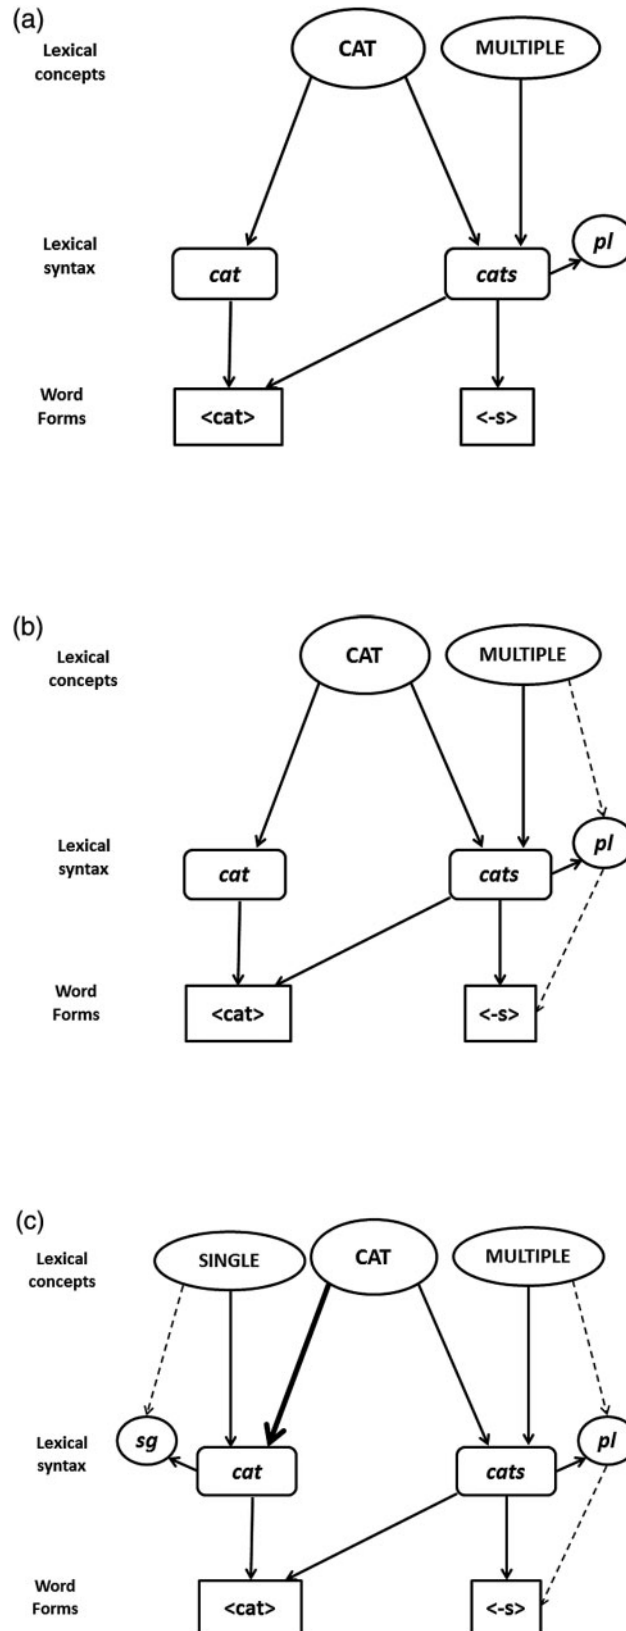 (a)
Lexical
concepts
CAT
MULTIPLE
Lexical
syntax
cat
cats
pl
Word
Forms
<cat>
<-s>
(b)
Lexical
concepts
CAT
MULTIPLE
Lexical
syntax
cat
cats
pl
Word
Forms
<cat>
<-s>
(c)
Lexical
concepts
SINGLE
CAT
MULTIPLE
Lexical
syntax
sg
cat
cats
pl
Word
Forms
<cat>
<-s>